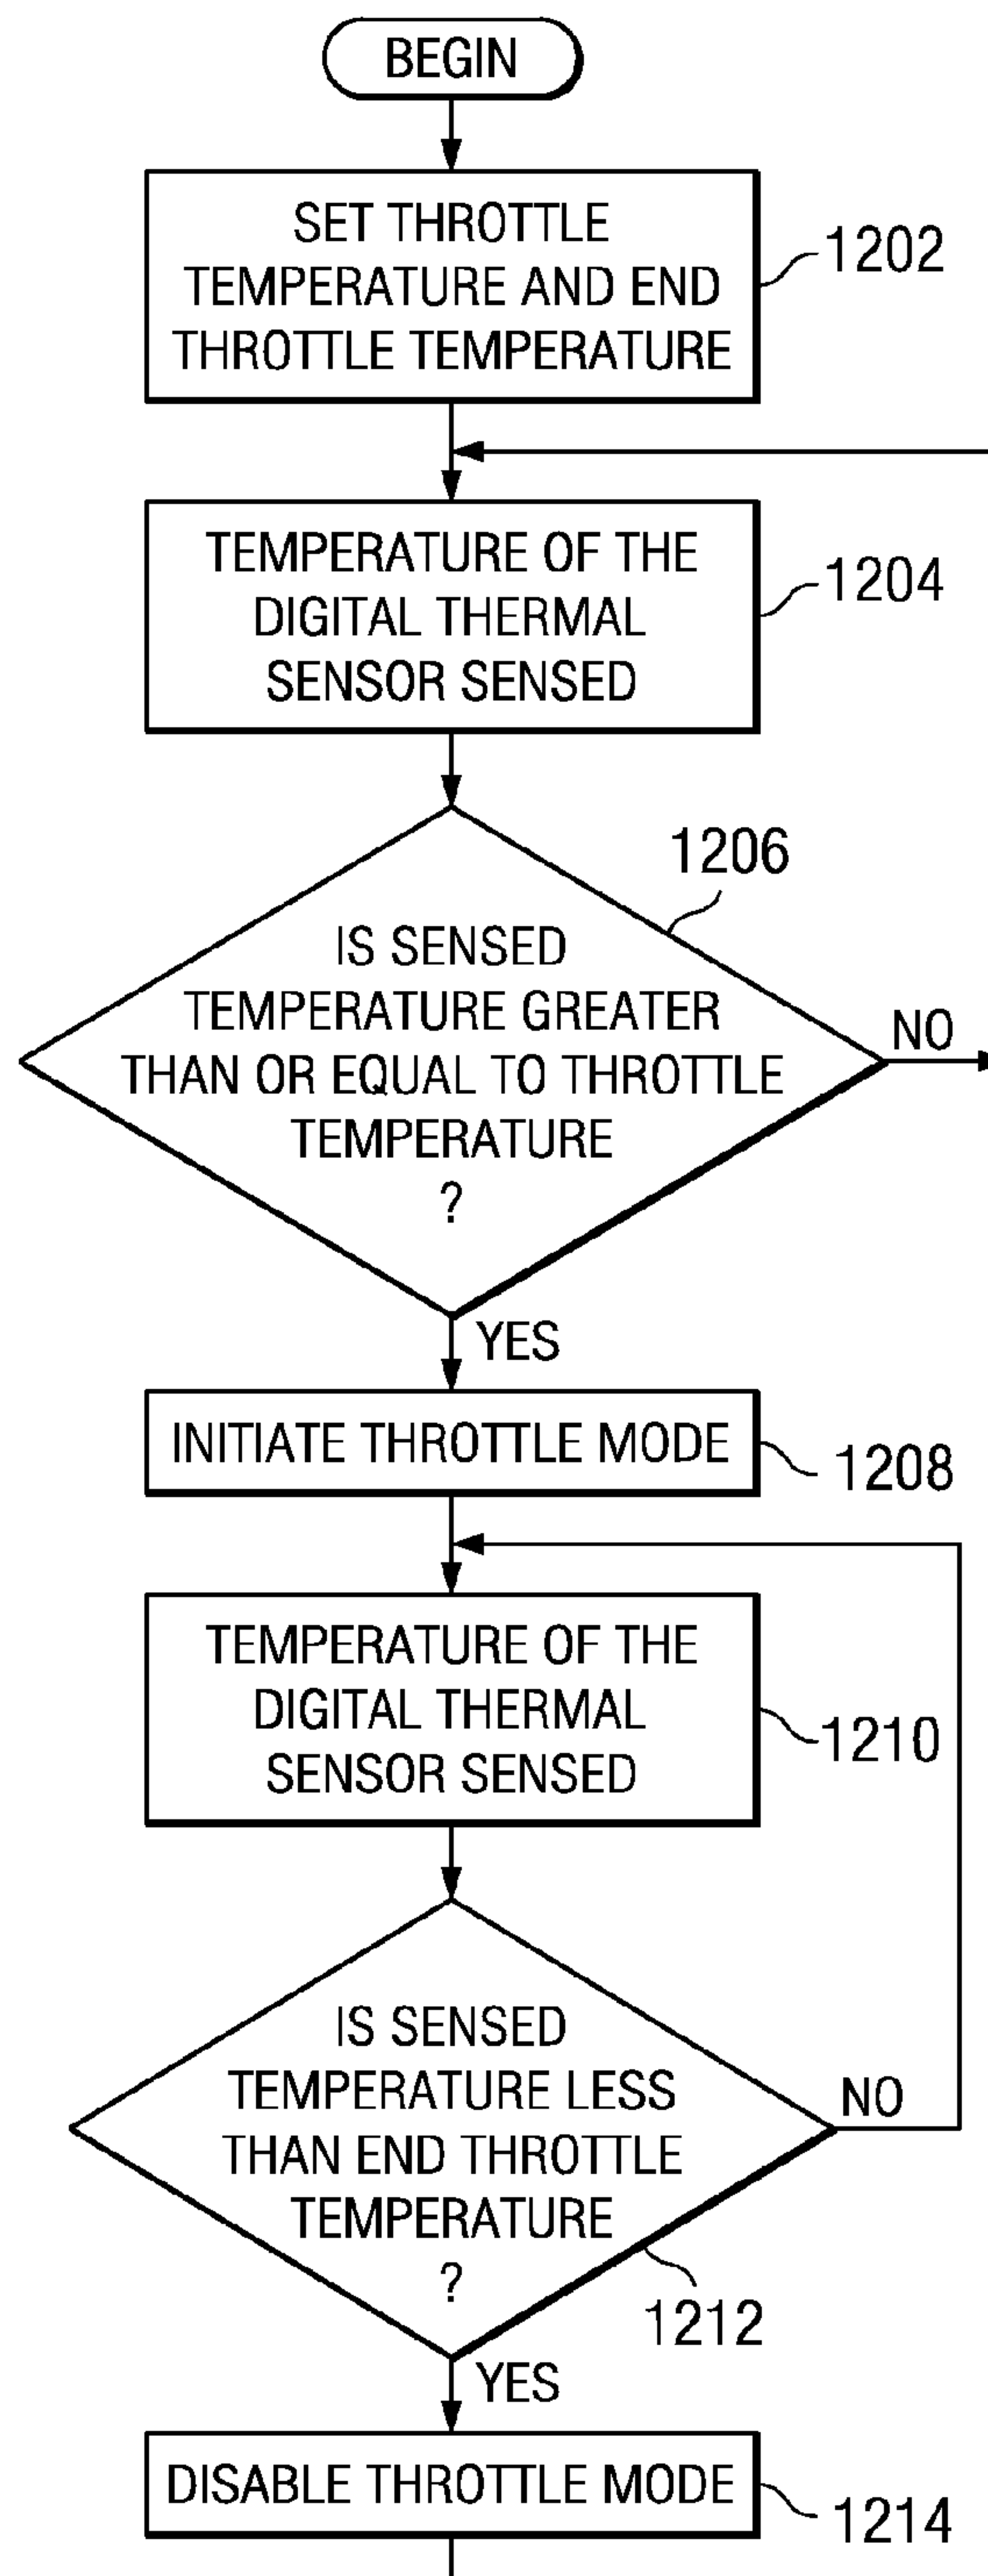 BEGIN
SET THROTTLE
TEMPERATURE AND END
THROTTLE TEMPERATURE
1202
TEMPERATURE OF THE
DIGITAL THERMAL
SENSOR SENSED
1204
1206
IS SENSED
TEMPERATURE GREATER
THAN OR EQUAL TO THROTTLE
TEMPERATURE
?
NO
YES
INITIATE THROTTLE MODE
1208
TEMPERATURE OF THE
DIGITAL THERMAL
SENSOR SENSED
1210
IS SENSED
TEMPERATURE LESS
THAN END THROTTLE
TEMPERATURE
?
NO
1212
YES
DISABLE THROTTLE MODE
1214